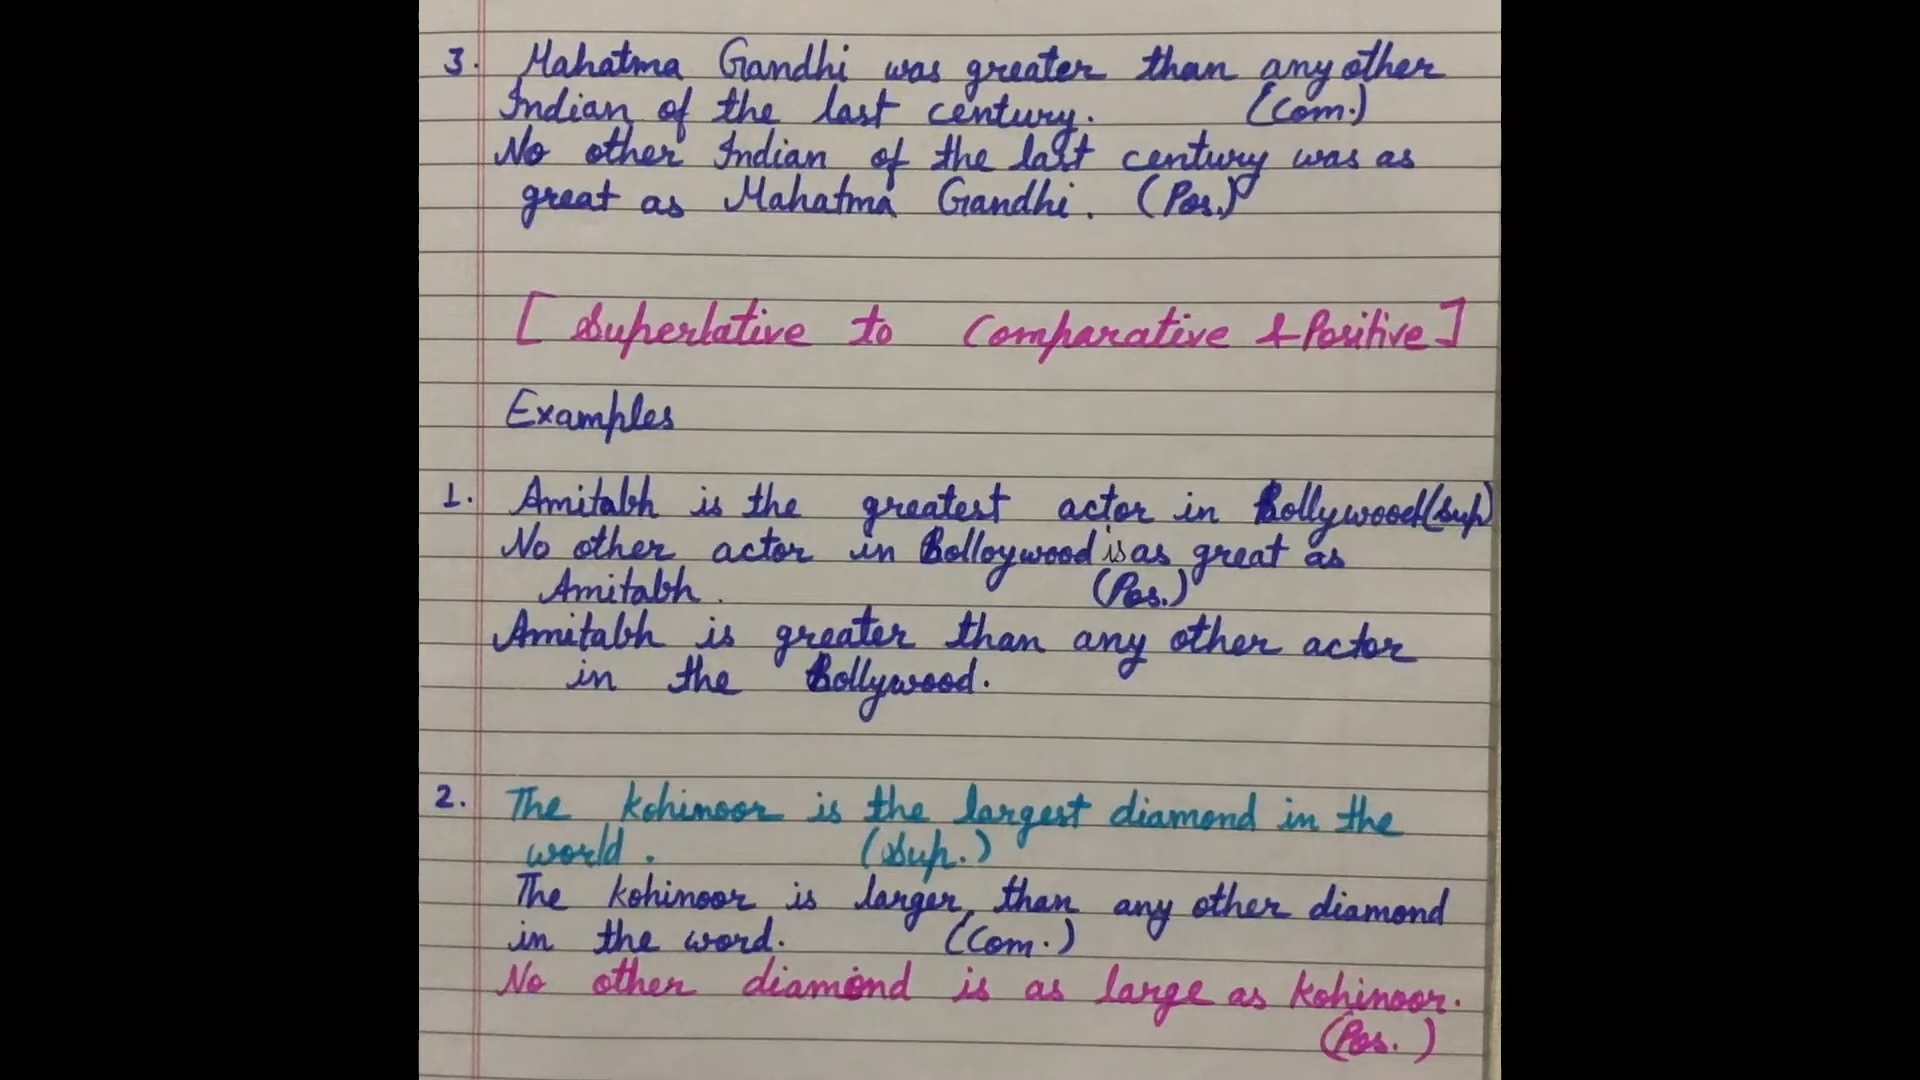 3. Mahatma Gandhi was greater than any other
Indian of the last century. (Com.)
No other Indian of the last century was as
great as Mahatma Gandhi. (Pos.)
[Superlative to Comparative & Positive]
Examples
1. Amitabh is the greatest actor in Bollywood (Sup)
No other actor in Bolloywood is as great as
Amitabh. (Pos.)
Amitabh is greater than any other actor
in the Bollywood.
2. The kohinoor is the largest diamond in the
world. (Sup.)
The kohinoor is larger than any other diamond
in the word. (Com.)
No other diamond is as large as kohinoor.
(Pos.)